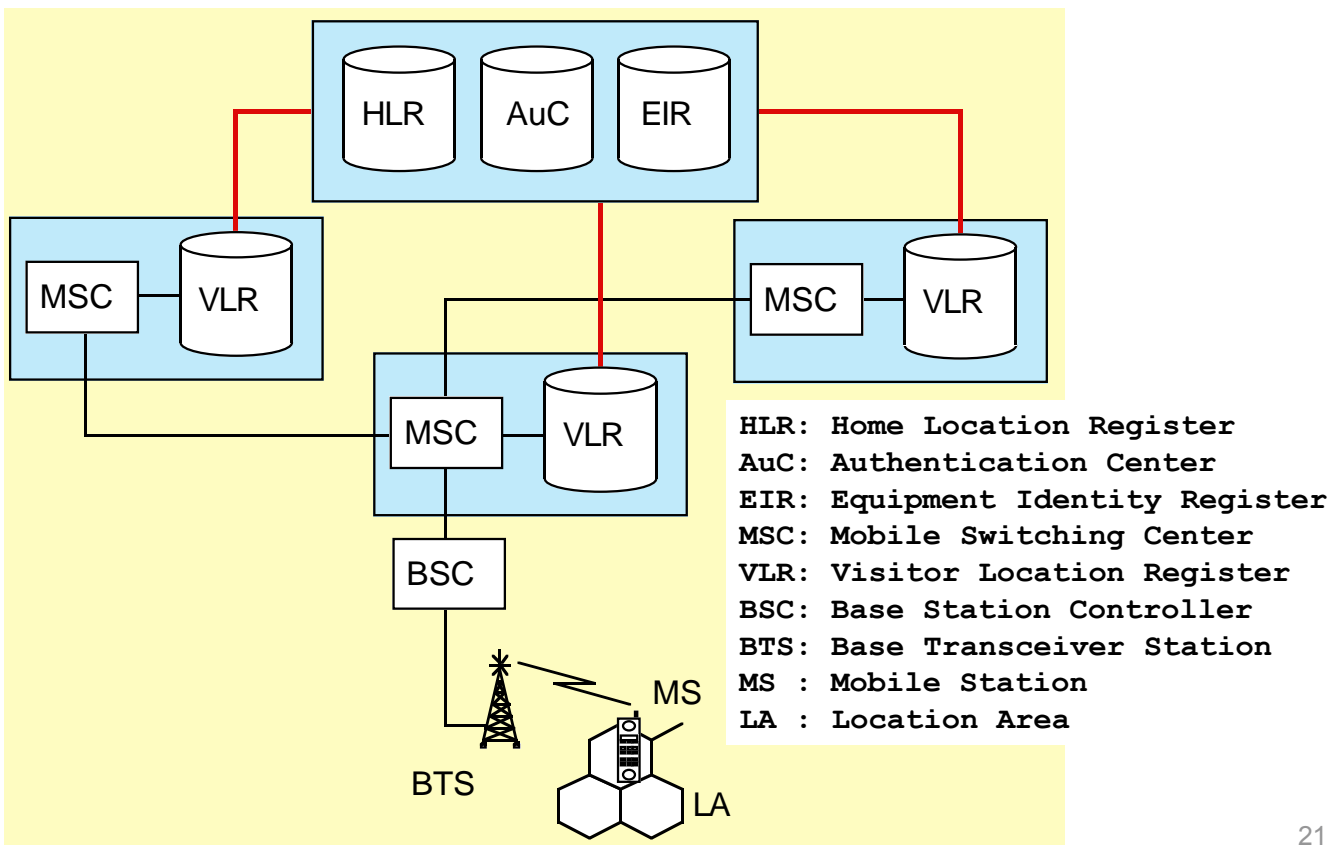 HLR
AuC
EIR
MSC
VLR
MSC
VLR
MSC
VLR
BSC
MS
BTS
LA
HLR: Home Location Register
AuC: Authentication Center
EIR: Equipment Identity Register
MSC: Mobile Switching Center
VLR: Visitor Location Register
BSC: Base Station Controller
BTS: Base Transceiver Station
MS : Mobile Station
LA : Location Area
21